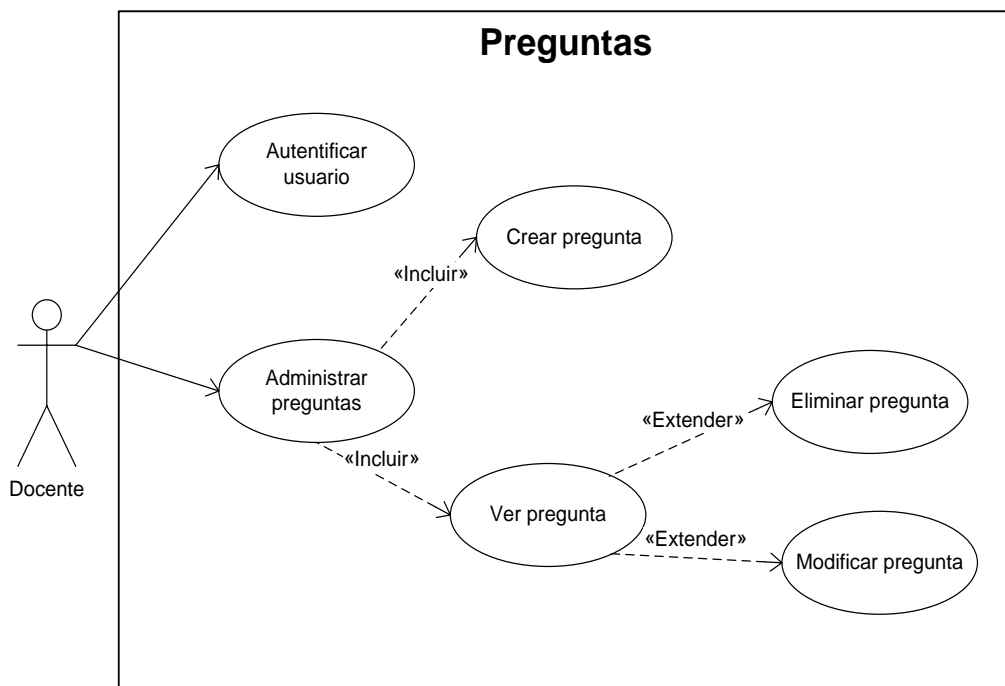 Preguntas
Autentificar
usuario
Crear pregunta
«Incluir»
Administrar
preguntas
Eliminar pregunta
«Extender»
«Incluir»
Docente
Ver pregunta
«Extender»
Modificar pregunta